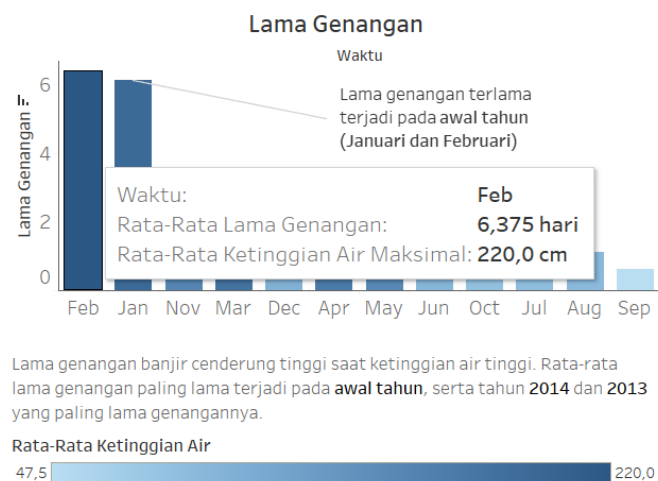 Lama Genangan
Waktu
Lama genangan terlama
terjadi pada awal tahun
(Januari dan Februari)
Lama Genangan
6
4
2
0
Waktu: Feb
Rata-Rata Lama Genangan: 6,375 hari
Rata-Rata Ketinggian Air Maksimal: 220,0 cm
Feb Jan Nov Mar Dec Apr May Jun Oct Jul Aug Sep
Lama genangan banjir cenderung tinggi saat ketinggian air tinggi. Rata-rata
lama genangan paling lama terjadi pada awal tahun, serta tahun 2014 dan 2013
yang paling lama genangannya.
Rata-Rata Ketinggian Air
47,5 220,0